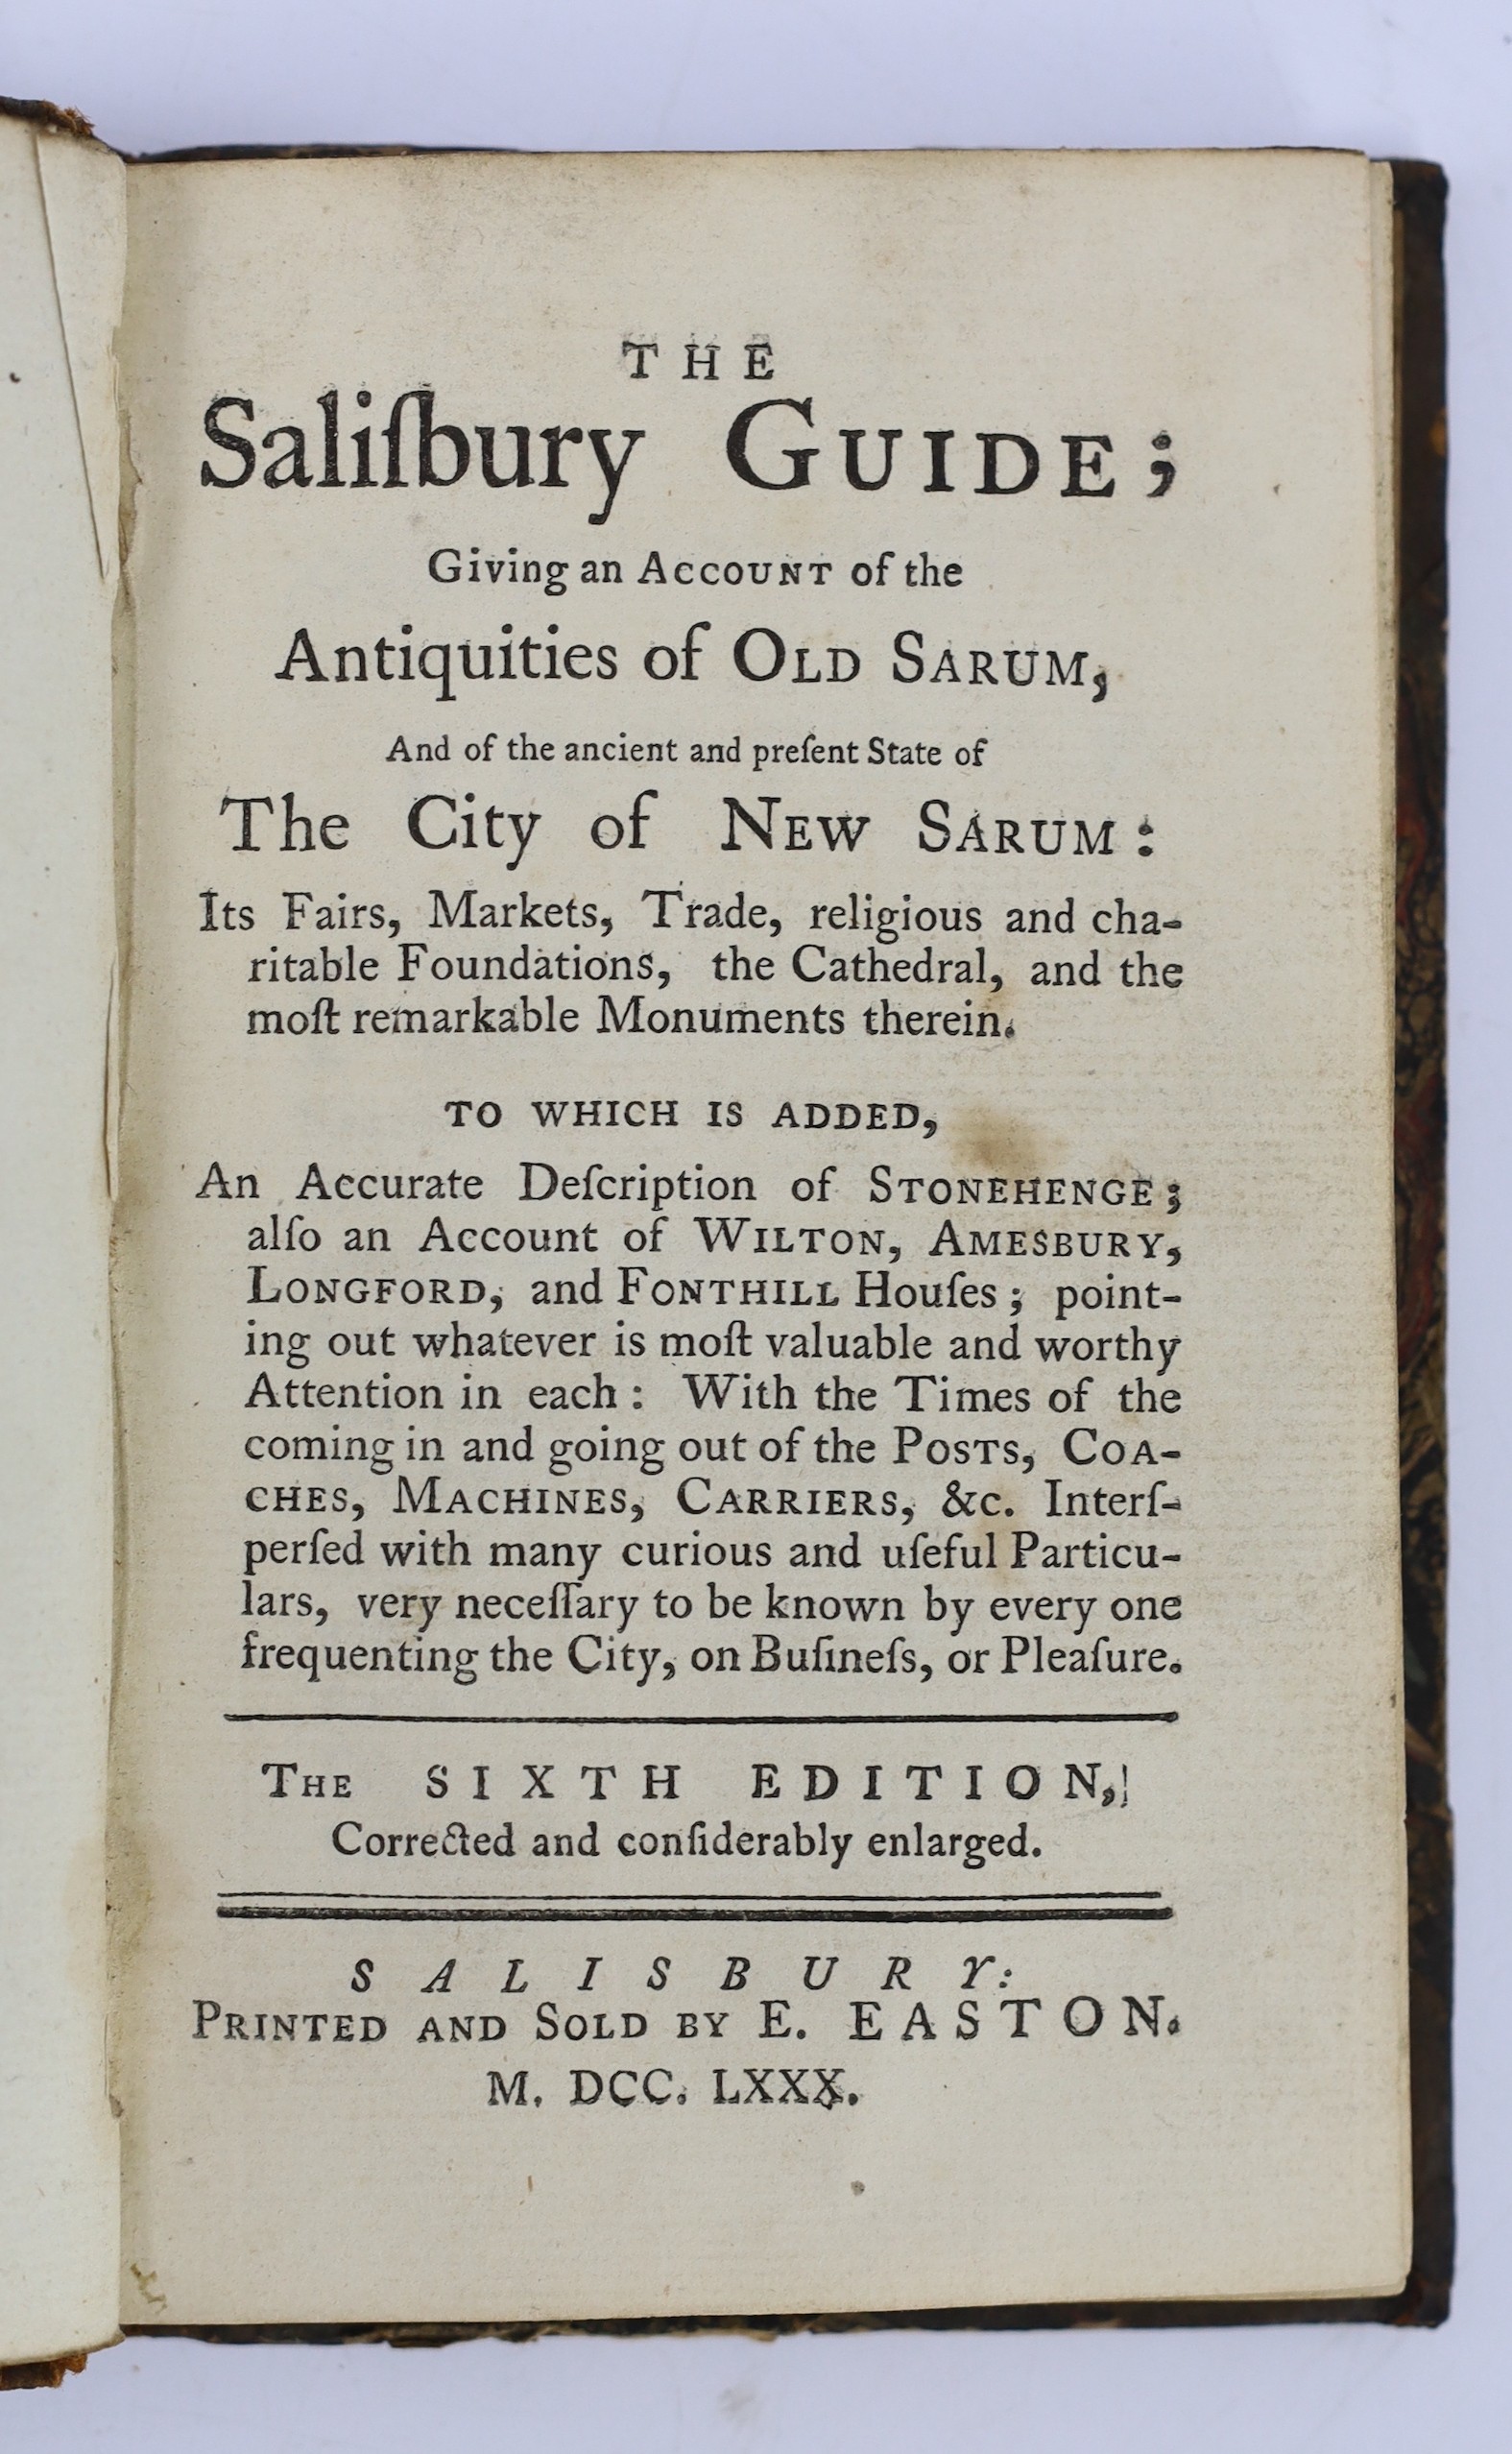 THE
Saliſbury GUIDE;
Giving an ACCOUNT of the
Antiquities of OLD SARUM,
And of the ancient and preſent State of
The City of NEW SARUM:
Its Fairs, Markets, Trade, religious and cha-
ritable Foundations, the Cathedral, and the
moſt remarkable Monuments therein.
TO WHICH IS ADDED,
An Accurate Deſcription of STONEHENGE;
alſo an Account of WILTON, AMESBURY,
LONGFORD, and FONTHILL Houſes; point-
ing out whatever is moſt valuable and worthy
Attention in each: With the Times of the
coming in and going out of the POSTS, COA-
CHES, MACHINES, CARRIERS, &c. Interſ-
perſed with many curious and uſeful Particu-
lars, very neceſſary to be known by every one
frequenting the City, on Buſineſs, or Pleaſure.
THE SIXTH EDITION,
Corrected and conſiderably enlarged.
SALISBURY:
PRINTED AND SOLD BY E. EASTON.
M. DCC. LXXX.